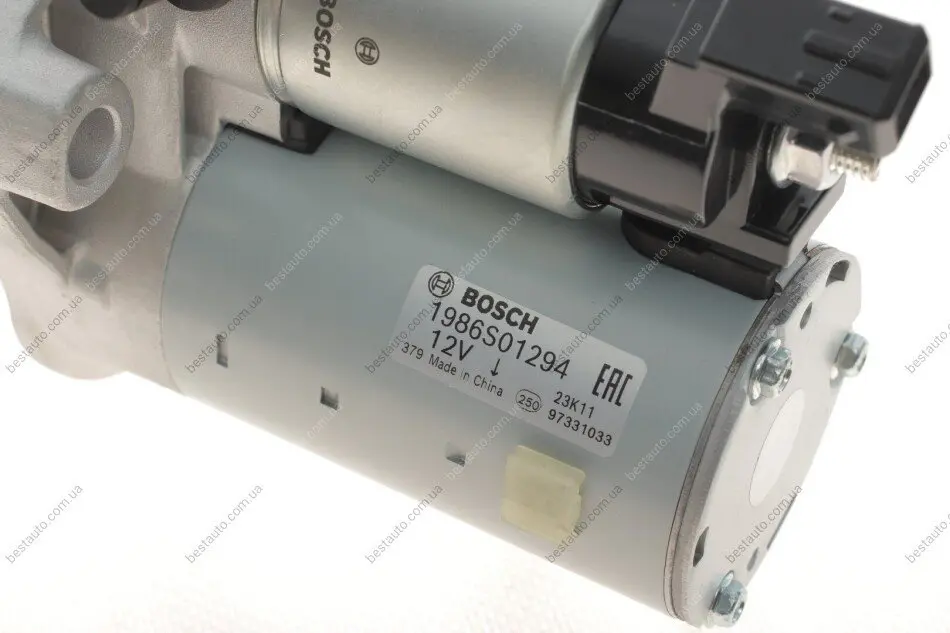 BOSCH
BOSCH
1986S01294
12V ↓
379 Made in China
EAC
23K11
250 97331033
bestauto.com.ua